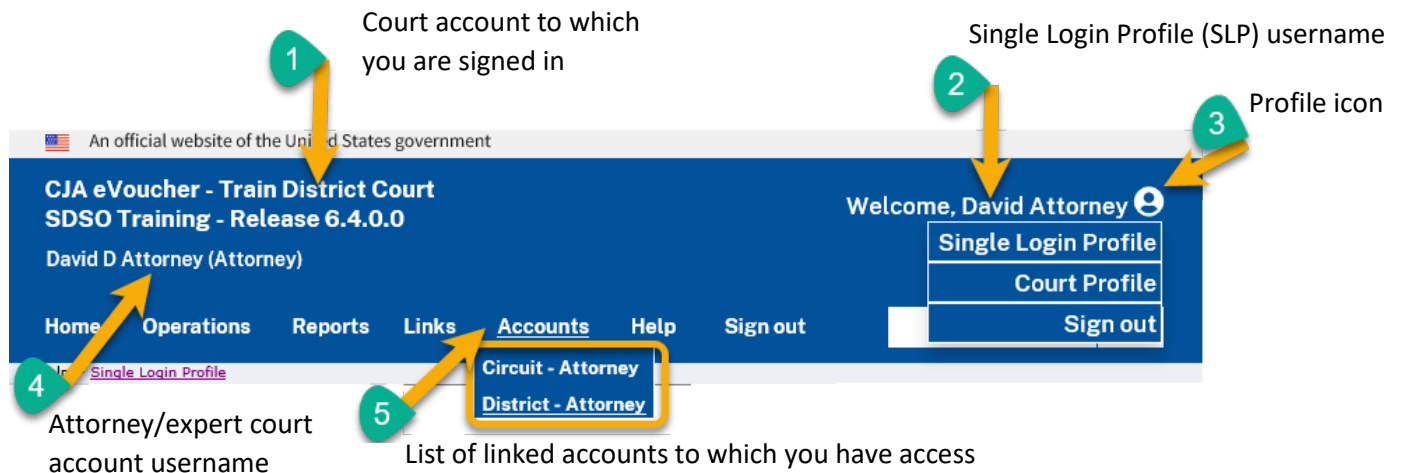 Court account to which
you are signed in
1
Single Login Profile (SLP) username
2
Profile icon
3
An official website of the United States government
CJA eVoucher - Train District Court
SDSO Training - Release 6.4.0.0
David D Attorney (Attorney)
Welcome, David Attorney
Single Login Profile
Court Profile
Sign out
Home Operations Reports Links Accounts Help Sign out
Single Login Profile
Circuit - Attorney
District - Attorney
4
Attorney/expert court
account username
5
List of linked accounts to which you have access